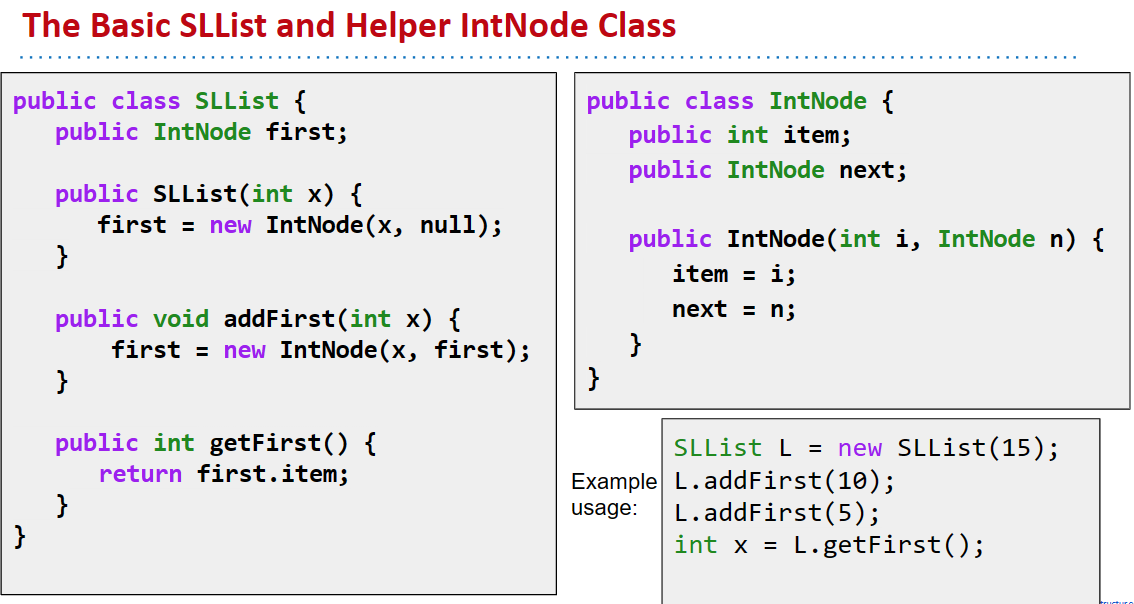 The Basic SLList and Helper IntNode Class
public class SLList {
public IntNode first;
public SLList(int x) {
first = new IntNode(x, null);
}
public void addFirst(int x) {
first = new IntNode(x, first);
}
public int getFirst() {
return first.item;
}
}
public class IntNode {
public int item;
public IntNode next;
public IntNode(int i, IntNode n) {
item = i;
next = n;
}
}
Example
usage:
SLList L = new SLList(15);
L.addFirst(10);
L.addFirst(5);
int x = L.getFirst();